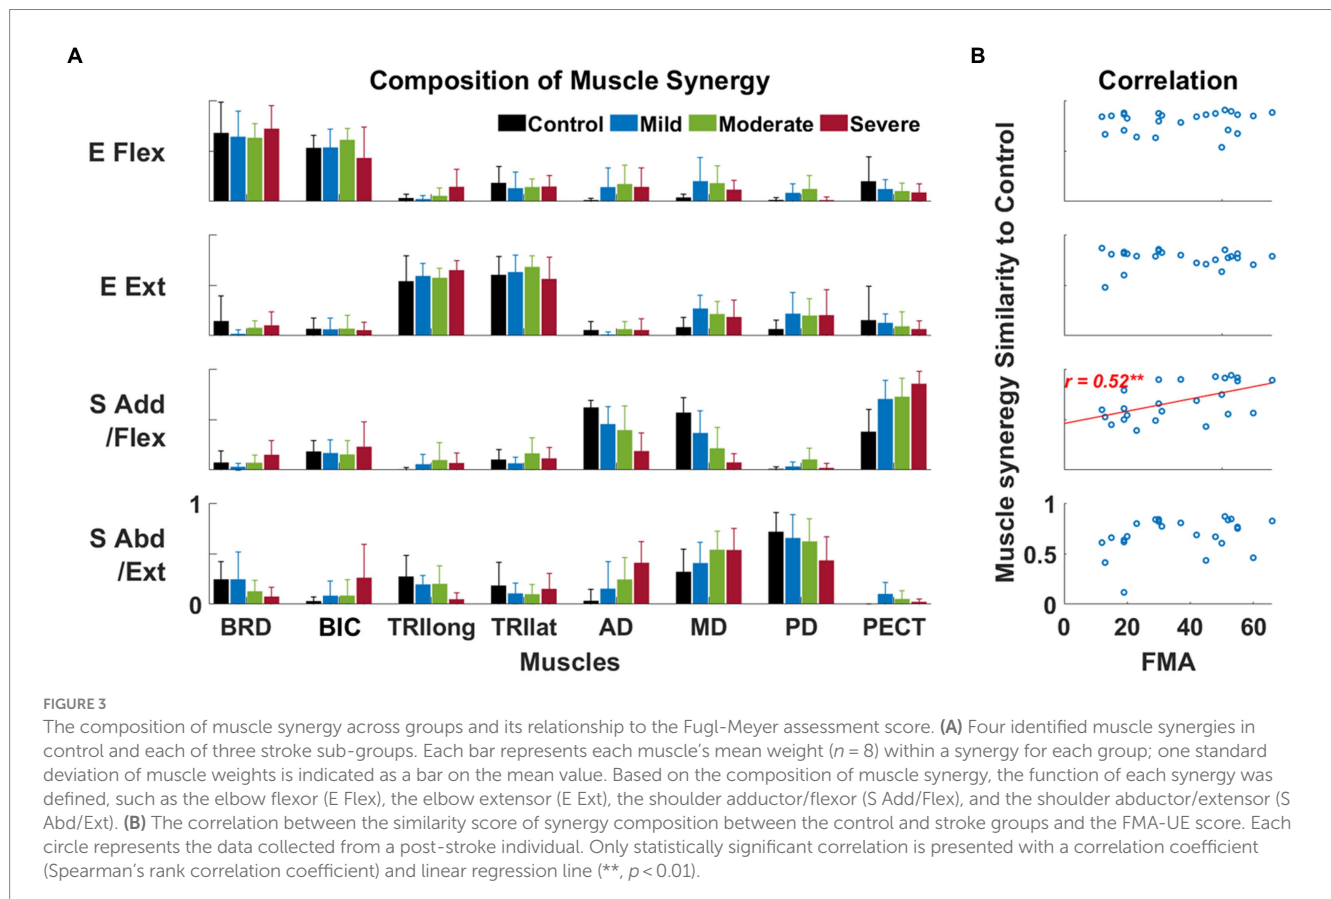 A
B
Composition of Muscle Synergy
Correlation
Control Mild Moderate Severe
E Flex
E Ext
S Add
/Flex
r = 0.52**
S Abd
/Ext
1
0
Muscle syneregy Similarity to Control
1
0.5
0
BRD BIC TRIlong TRIlat AD MD PD PECT
Muscles
0 20 40 60
FMA
FIGURE 3
The composition of muscle synergy across groups and its relationship to the Fugl-Meyer assessment score. (A) Four identified muscle synergies in
control and each of three stroke sub-groups. Each bar represents each muscle's mean weight (n = 8) within a synergy for each group; one standard
deviation of muscle weights is indicated as a bar on the mean value. Based on the composition of muscle synergy, the function of each synergy was
defined, such as the elbow flexor (E Flex), the elbow extensor (E Ext), the shoulder adductor/flexor (S Add/Flex), and the shoulder abductor/extensor (S
Abd/Ext). (B) The correlation between the similarity score of synergy composition between the control and stroke groups and the FMA-UE score. Each
circle represents the data collected from a post-stroke individual. Only statistically significant correlation is presented with a correlation coefficient
(Spearman's rank correlation coefficient) and linear regression line (**, p < 0.01).